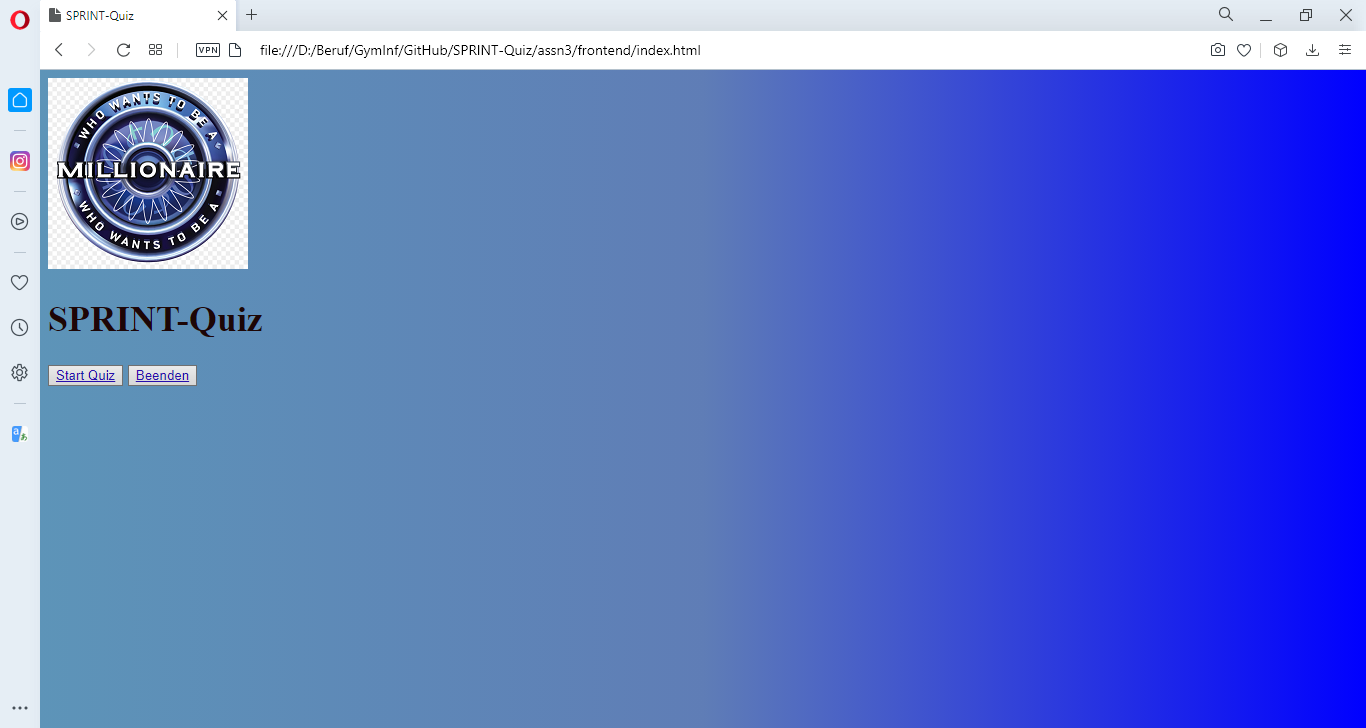 SPRINT-Quiz
VPN
file:///D:/Beruf/GymInf/GitHub/SPRINT-Quiz/assn3/frontend/index.html
WHO WANTS TO BE A
MILLIONAIRE
WHO WANTS TO BE A
SPRINT-Quiz
Start Quiz Beenden